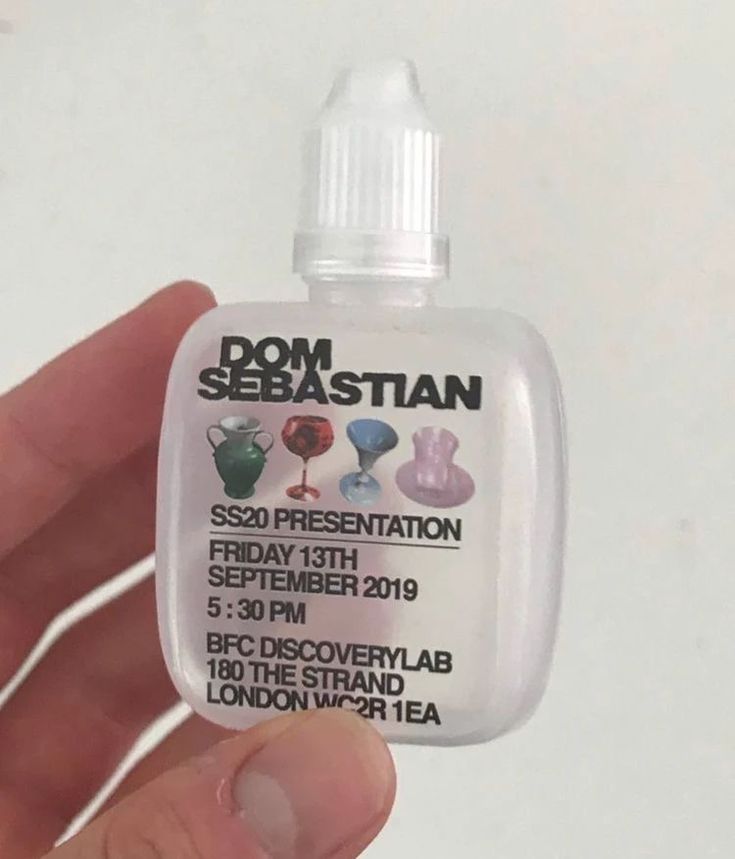 DOM
SEBASTIAN
SS20 PRESENTATION
FRIDAY 13TH
SEPTEMBER 2019
5 : 30 PM
BFC DISCOVERYLAB
180 THE STRAND
LONDON WC2R 1EA